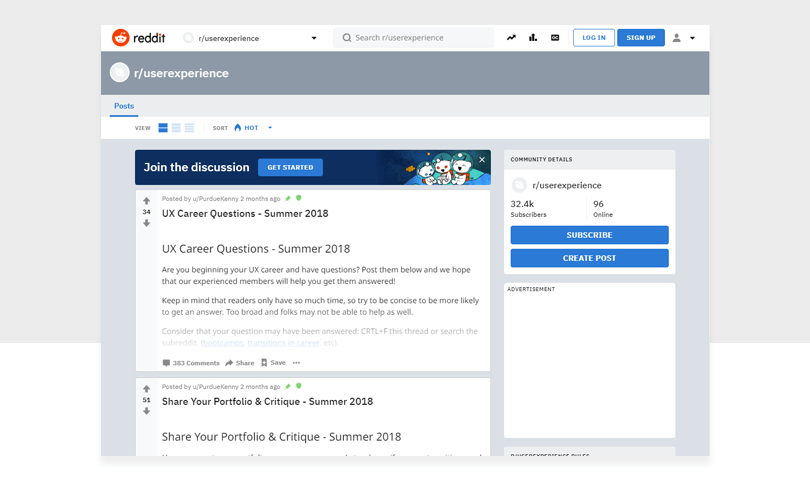 reddit
r/userexperience
Search r/userexperience
LOG IN
SIGN UP
r/userexperience
Posts
VIEW
SORT
HOT
Join the discussion
GET STARTED
34
Posted by u/PurdueKenny 2 months ago
UX Career Questions - Summer 2018
UX Career Questions - Summer 2018
Are you beginning your UX career and have questions? Post them below and we hope
that our experienced members will help you get them answered!
Keep in mind that readers only have so much time, so try to be concise to be more likely
to get an answer. Too broad and folks may not be able to help as well.
Consider that your question may have been answered: CRTL+F this thread or search the
subreddit. (bootcamps, transitions in career, etc).
383 Comments
Share
Save
51
Posted by u/PurdueKenny 2 months ago
Share Your Portfolio & Critique - Summer 2018
Share Your Portfolio & Critique - Summer 2018
COMMUNITY DETAILS
r/userexperience
32.4k
96
Subscribers
Online
SUBSCRIBE
CREATE POST
ADVERTISEMENT
R/USEREXPERIENCE RULES